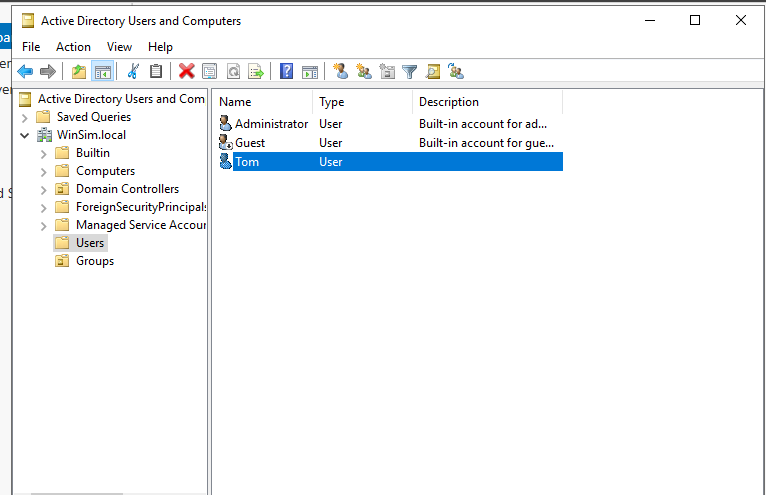 Active Directory Users and Computers
File Action View Help
Active Directory Users and Com
Saved Queries
WinSim.local
Builtin
Computers
Domain Controllers
ForeignSecurityPrincipals
Managed Service Accour
Users
Groups
Name Type Description
Administrator User Built-in account for ad...
Guest User Built-in account for gue...
Tom User